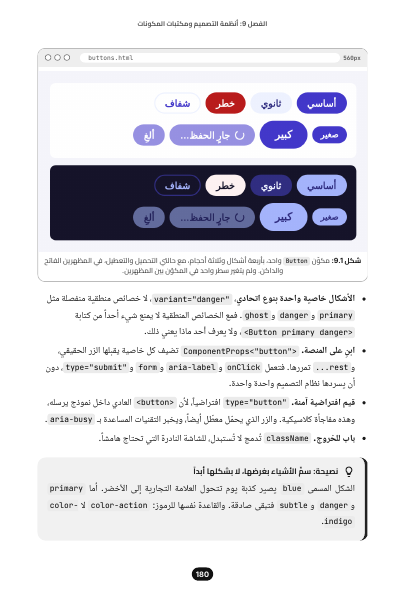 الفصل 9: أنظمة التصميم ومكتبات المكونات
buttons.html
560px
أساسي ثانوي خطر شفاف
صغير كبير جارٍ الحفظ... ألغِ
أساسي ثانوي خطر شفاف
صغير كبير جارٍ الحفظ... ألغِ
شكل 9.1: مكوّن Button واحد، بأربعة أشكال وثلاثة أحجام، مع حالتي التحميل والتعطيل، في المظهرين الفاتح
والداكن. ولم يتغير سطر واحد في المكوّن بين المظهرين.
• الأشكال خاصية واحدة بنوع اتحادي، variant="danger"، لا خصائص منطقية منفصلة مثل
primary و danger و ghost. فمع الخصائص المنطقية لا يمنع شيء أحداً من كتابة
<Button primary danger>، ولا يعرف أحد ماذا يعني ذلك.
• ابنِ على المنصة. ComponentProps<"button"> تضيف كل خاصية يقبلها الزر الحقيقي،
و ...rest تمررها. فتعمل onClick و aria-label و form و type="submit"، دون
أن يسردها نظام التصميم واحدة واحدة.
• قيم افتراضية آمنة. type="button" افتراضياً، لأن <button> العادي داخل نموذج يرسله،
وهذه مفاجأة كلاسيكية. والزر الذي يحمّل معطّل أيضاً، ويخبر التقنيات المساعدة بـ aria-busy.
• باب للخروج. className تُدمج لا تُستبدل، للشاشة النادرة التي تحتاج هامشاً.
نصيحة: سمِّ الأشياء بغرضها، لا بشكلها أبداً
الشكل المسمى blue يصير كذبة يوم تتحول العلامة التجارية إلى الأخضر. أما primary
و danger و subtle فتبقى صادقة. والقاعدة نفسها للرموز: color-action لا color-
indigo.
180